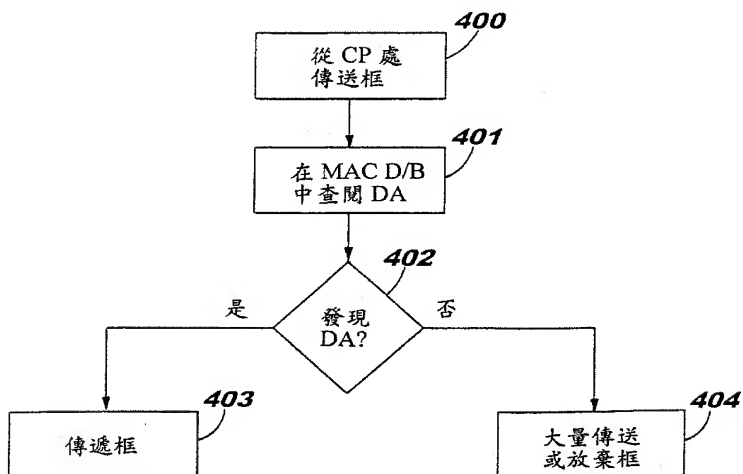 400
從 CP 處
傳送框
401
在 MAC D/B
中查閱 DA
402
是
發現
DA?
否
403
傳遞框
404
大量傳送
或放棄框